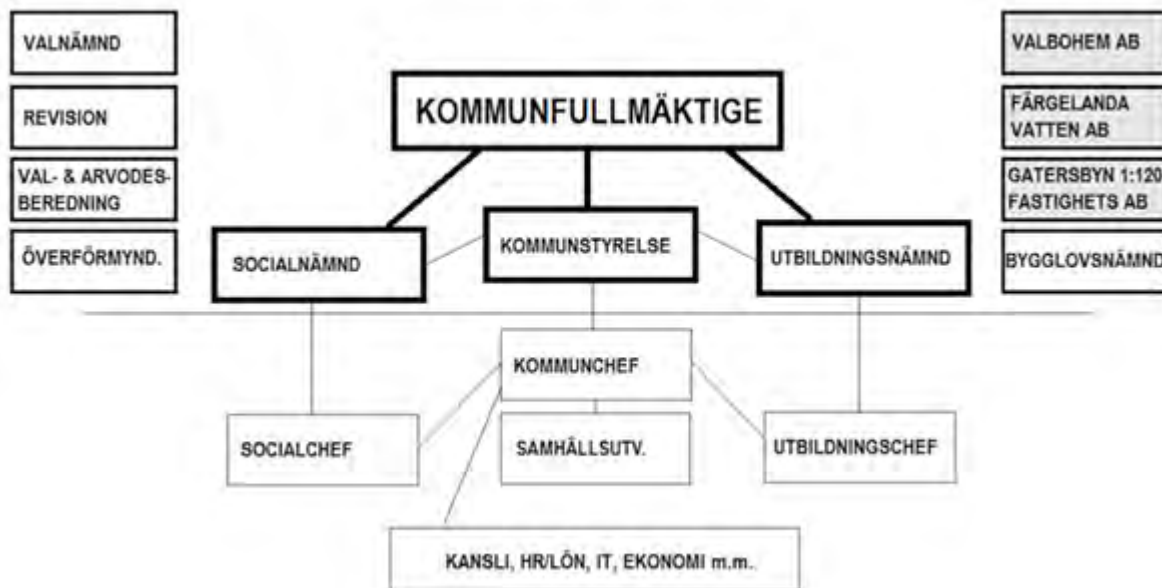 VALNÄMND
REVISION
VAL- & ARVODES-
BEREDNING
ÖVERFÖRMYND.
KOMMUNFULLMÄKTIGE
VALBOHEM AB
FÄRGELANDA
VATTEN AB
GATERSBYN 1:120
FASTIGHETS AB
BYGGLOVSNÄMND
SOCIALNÄMND
KOMMUNSTYRELSE
UTBILDNINGSNÄMND
KOMMUNCHEF
SOCIALCHEF
SAMHÄLLSUTV.
UTBILDNINGSCHEF
KANSLI, HR/LÖN, IT, EKONOMI m.m.